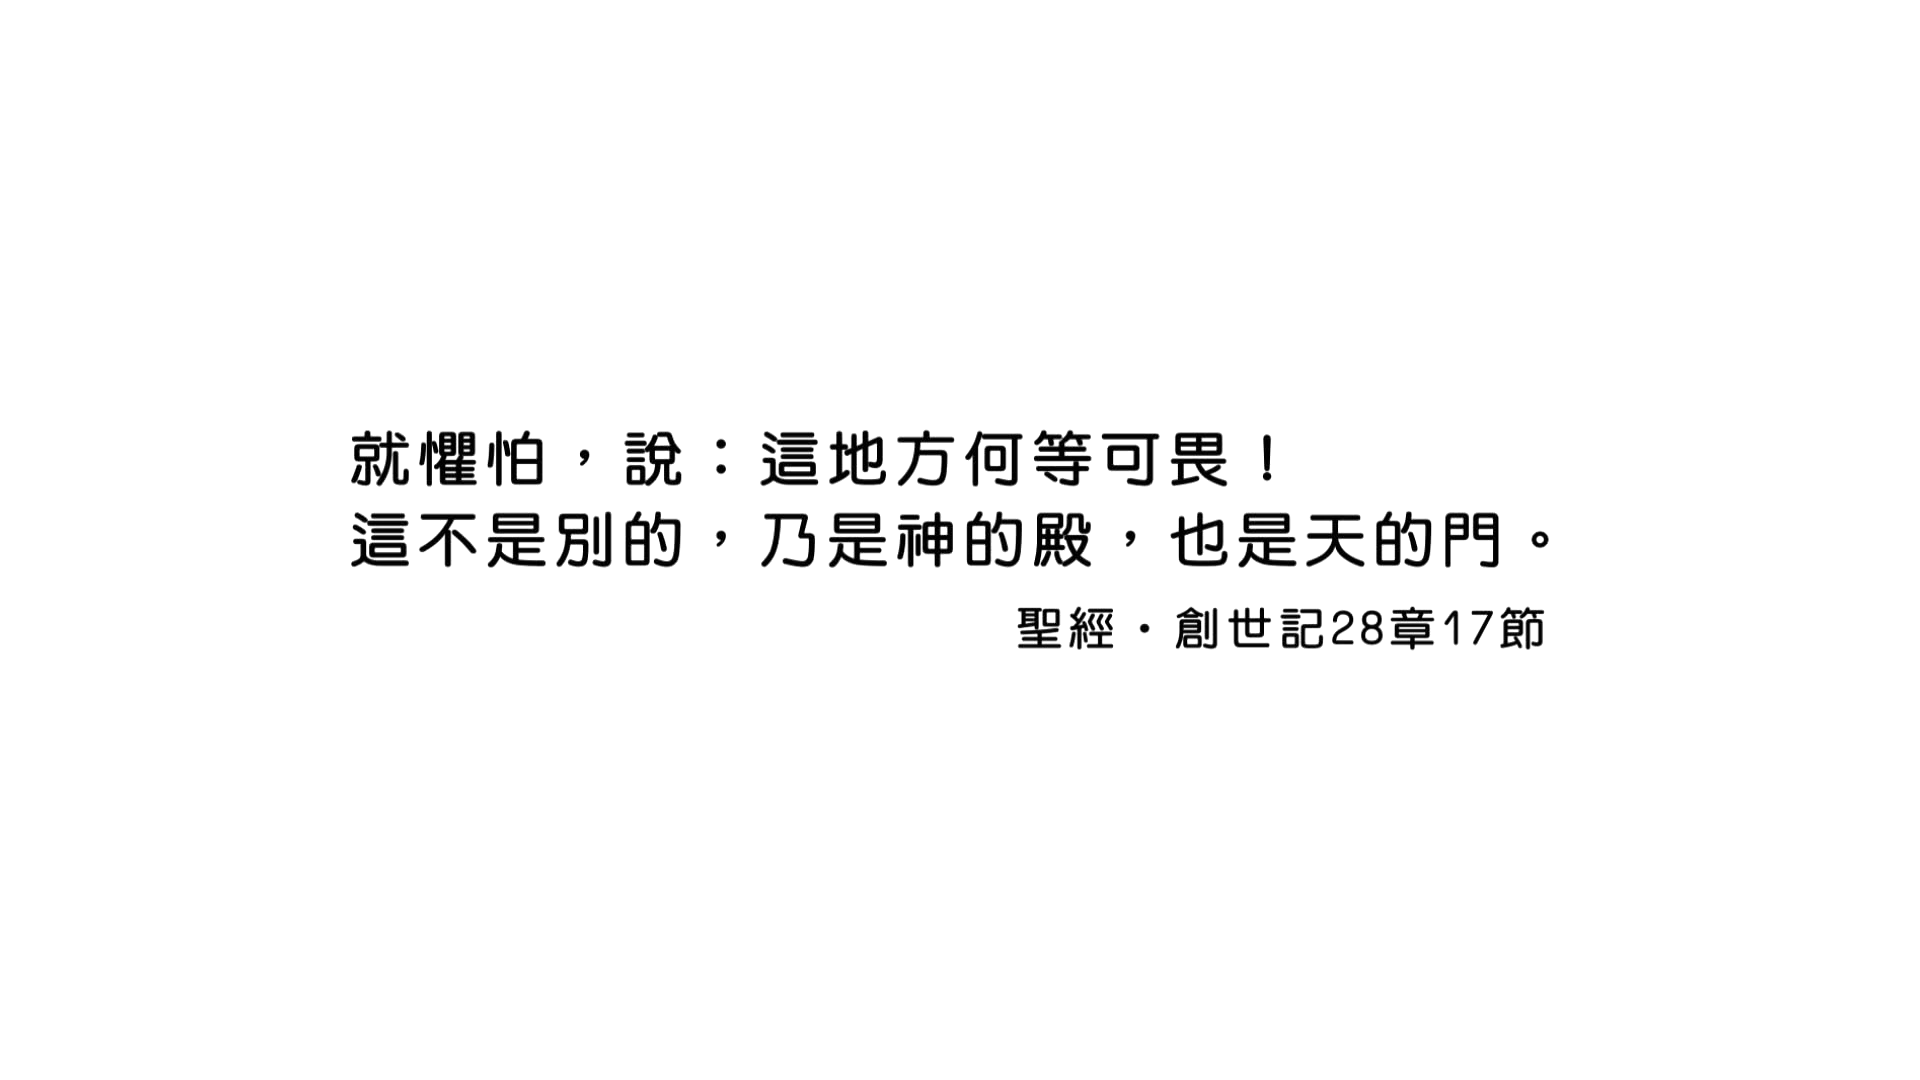 就懼怕，說：這地方何等可畏！
這不是別的，乃是神的殿，也是天的門。
聖經・創世記28章17節